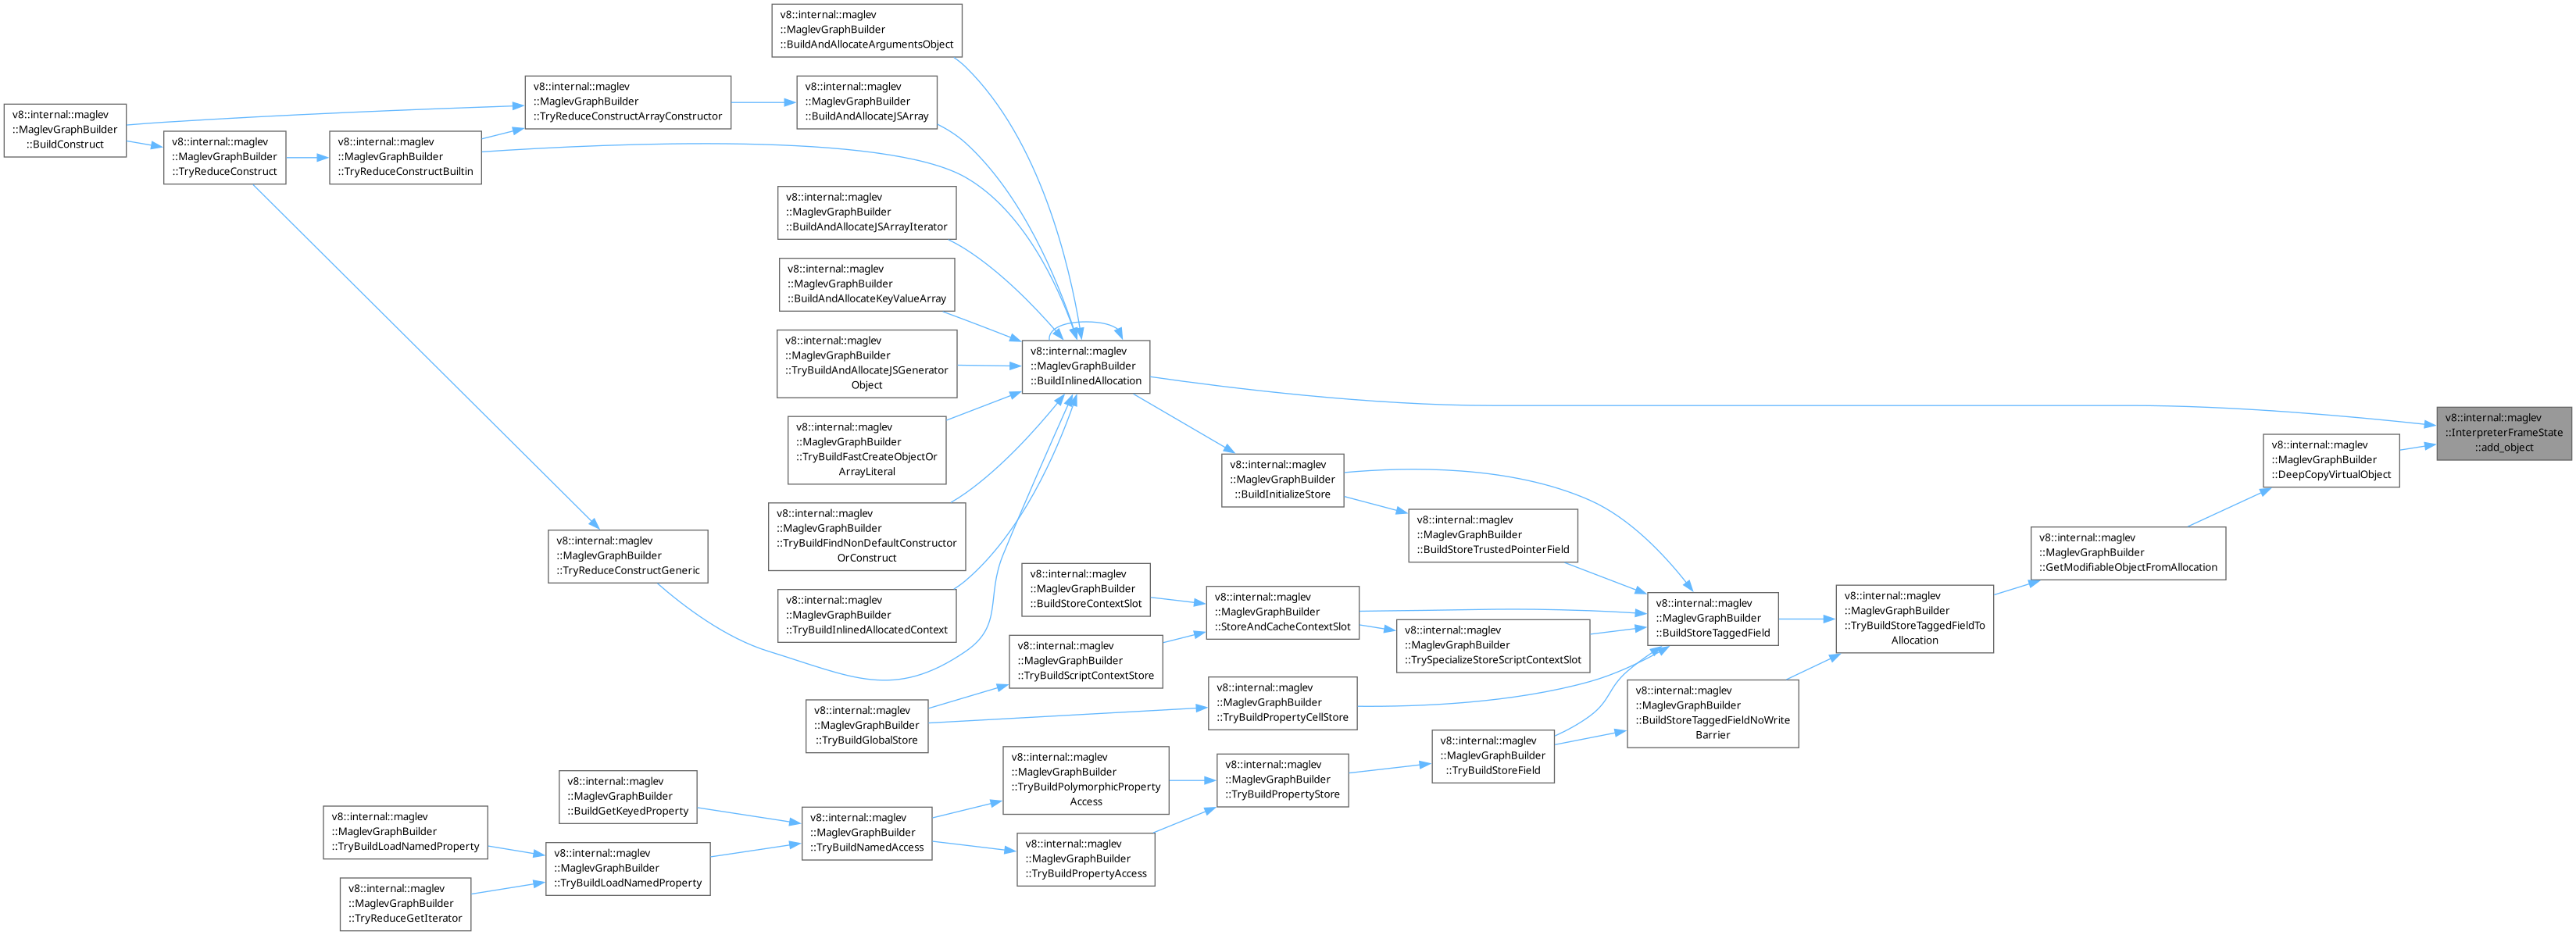 v8::internal::maglev
::MaglevGraphBuilder
::BuildAndAllocateArgumentsObject
v8::internal::maglev
::MaglevGraphBuilder
::BuildConstruct
v8::internal::maglev
::MaglevGraphBuilder
::TryReduceConstruct
v8::internal::maglev
::MaglevGraphBuilder
::TryReduceConstructBuiltin
v8::internal::maglev
::MaglevGraphBuilder
::TryReduceConstructArrayConstructor
v8::internal::maglev
::MaglevGraphBuilder
::BuildAndAllocateJSArray
v8::internal::maglev
::MaglevGraphBuilder
::BuildAndAllocateJSArrayIterator
v8::internal::maglev
::MaglevGraphBuilder
::BuildAndAllocateKeyValueArray
v8::internal::maglev
::MaglevGraphBuilder
::TryBuildAndAllocateJSGenerator
Object
v8::internal::maglev
::MaglevGraphBuilder
::TryBuildFastCreateObjectOr
ArrayLiteral
v8::internal::maglev
::MaglevGraphBuilder
::TryBuildFindNonDefaultConstructor
OrConstruct
v8::internal::maglev
::MaglevGraphBuilder
::TryBuildInlinedAllocatedContext
v8::internal::maglev
::MaglevGraphBuilder
::TryReduceConstructGeneric
v8::internal::maglev
::MaglevGraphBuilder
::BuildInlinedAllocation
v8::internal::maglev
::InterpreterFrameState
::add_object
v8::internal::maglev
::MaglevGraphBuilder
::DeepCopyVirtualObject
v8::internal::maglev
::MaglevGraphBuilder
::GetModifiableObjectFromAllocation
v8::internal::maglev
::MaglevGraphBuilder
::TryBuildStoreTaggedFieldTo
Allocation
v8::internal::maglev
::MaglevGraphBuilder
::BuildStoreTaggedField
v8::internal::maglev
::MaglevGraphBuilder
::BuildStoreTaggedFieldNoWrite
Barrier
v8::internal::maglev
::MaglevGraphBuilder
::BuildInitializeStore
v8::internal::maglev
::MaglevGraphBuilder
::BuildStoreTrustedPointerField
v8::internal::maglev
::MaglevGraphBuilder
::BuildStoreContextSlot
v8::internal::maglev
::MaglevGraphBuilder
::StoreAndCacheContextSlot
v8::internal::maglev
::MaglevGraphBuilder
::TrySpecializeStoreScriptContextSlot
v8::internal::maglev
::MaglevGraphBuilder
::TryBuildScriptContextStore
v8::internal::maglev
::MaglevGraphBuilder
::TryBuildGlobalStore
v8::internal::maglev
::MaglevGraphBuilder
::TryBuildPropertyCellStore
v8::internal::maglev
::MaglevGraphBuilder
::TryBuildStoreField
v8::internal::maglev
::MaglevGraphBuilder
::TryBuildPropertyStore
v8::internal::maglev
::MaglevGraphBuilder
::TryBuildPolymorphicProperty
Access
v8::internal::maglev
::MaglevGraphBuilder
::TryBuildPropertyAccess
v8::internal::maglev
::MaglevGraphBuilder
::TryBuildNamedAccess
v8::internal::maglev
::MaglevGraphBuilder
::BuildGetKeyedProperty
v8::internal::maglev
::MaglevGraphBuilder
::TryBuildLoadNamedProperty
v8::internal::maglev
::MaglevGraphBuilder
::TryBuildLoadNamedProperty
v8::internal::maglev
::MaglevGraphBuilder
::TryReduceGetIterator